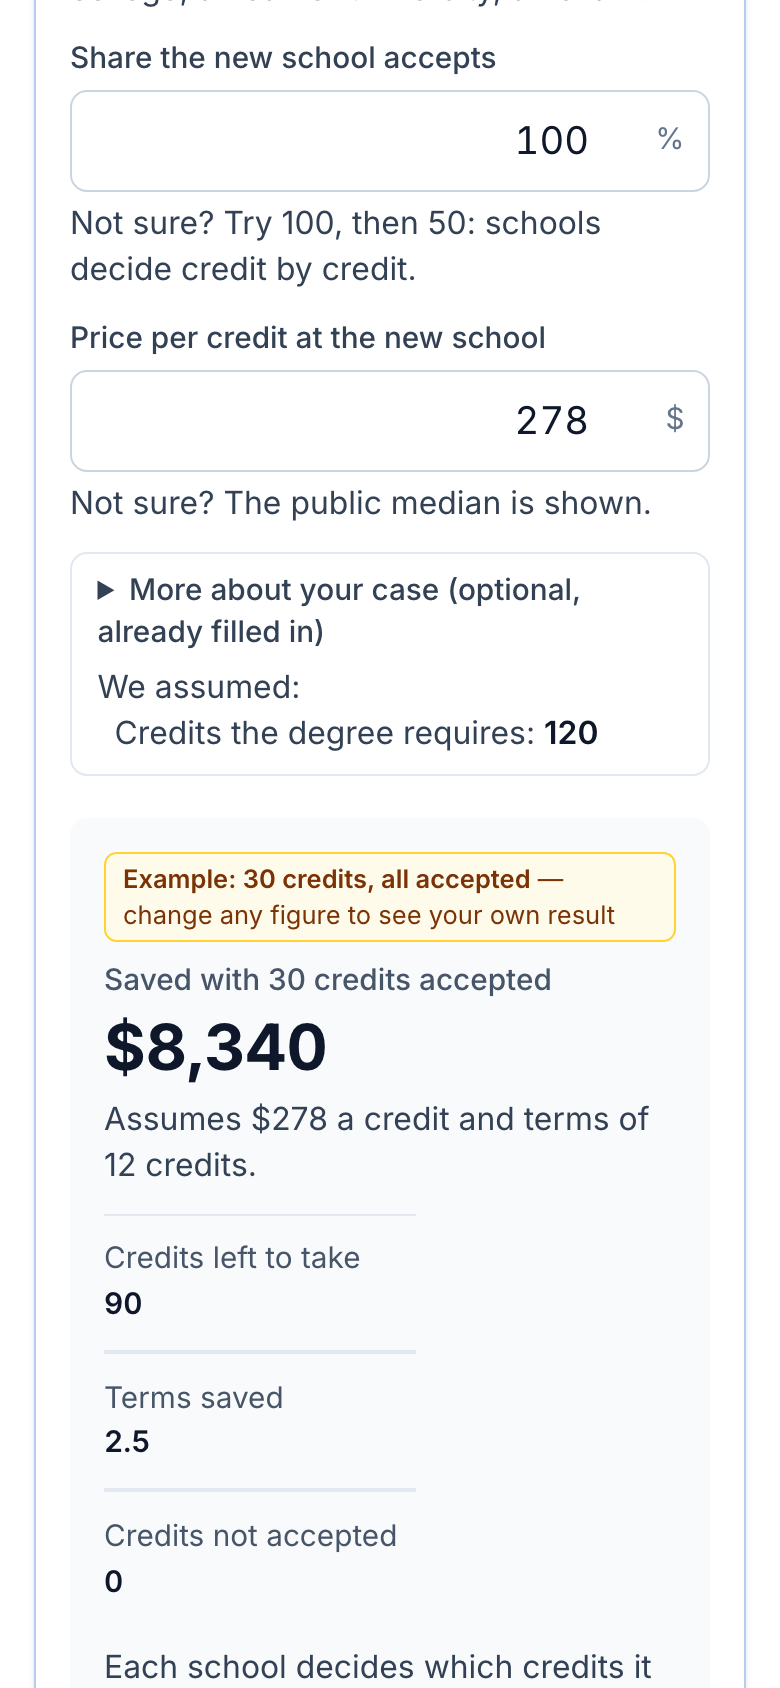 Share the new school accepts
100 %
Not sure? Try 100, then 50: schools
decide credit by credit.
Price per credit at the new school
278 $
Not sure? The public median is shown.
▶ More about your case (optional,
already filled in)
We assumed:
Credits the degree requires: 120
Example: 30 credits, all accepted —
change any figure to see your own result
Saved with 30 credits accepted
$8,340
Assumes $278 a credit and terms of
12 credits.
Credits left to take
90
Terms saved
2.5
Credits not accepted
0
Each school decides which credits it